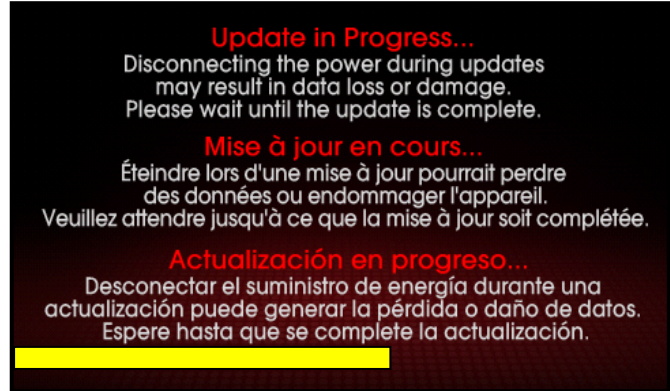 Update in Progress...
Disconnecting the power during updates
may result in data loss or damage.
Please wait until the update is complete.
Mise à jour en cours...
Éteindre lors d'une mise à jour pourrait perdre
des données ou endommager l'appareil.
Veuillez attendre jusqu'à ce que la mise à jour soit complétée.
Actualización en progreso...
Desconectar el suministro de energía durante una
actualización puede generar la pérdida o daño de datos.
Espere hasta que se complete la actualización.